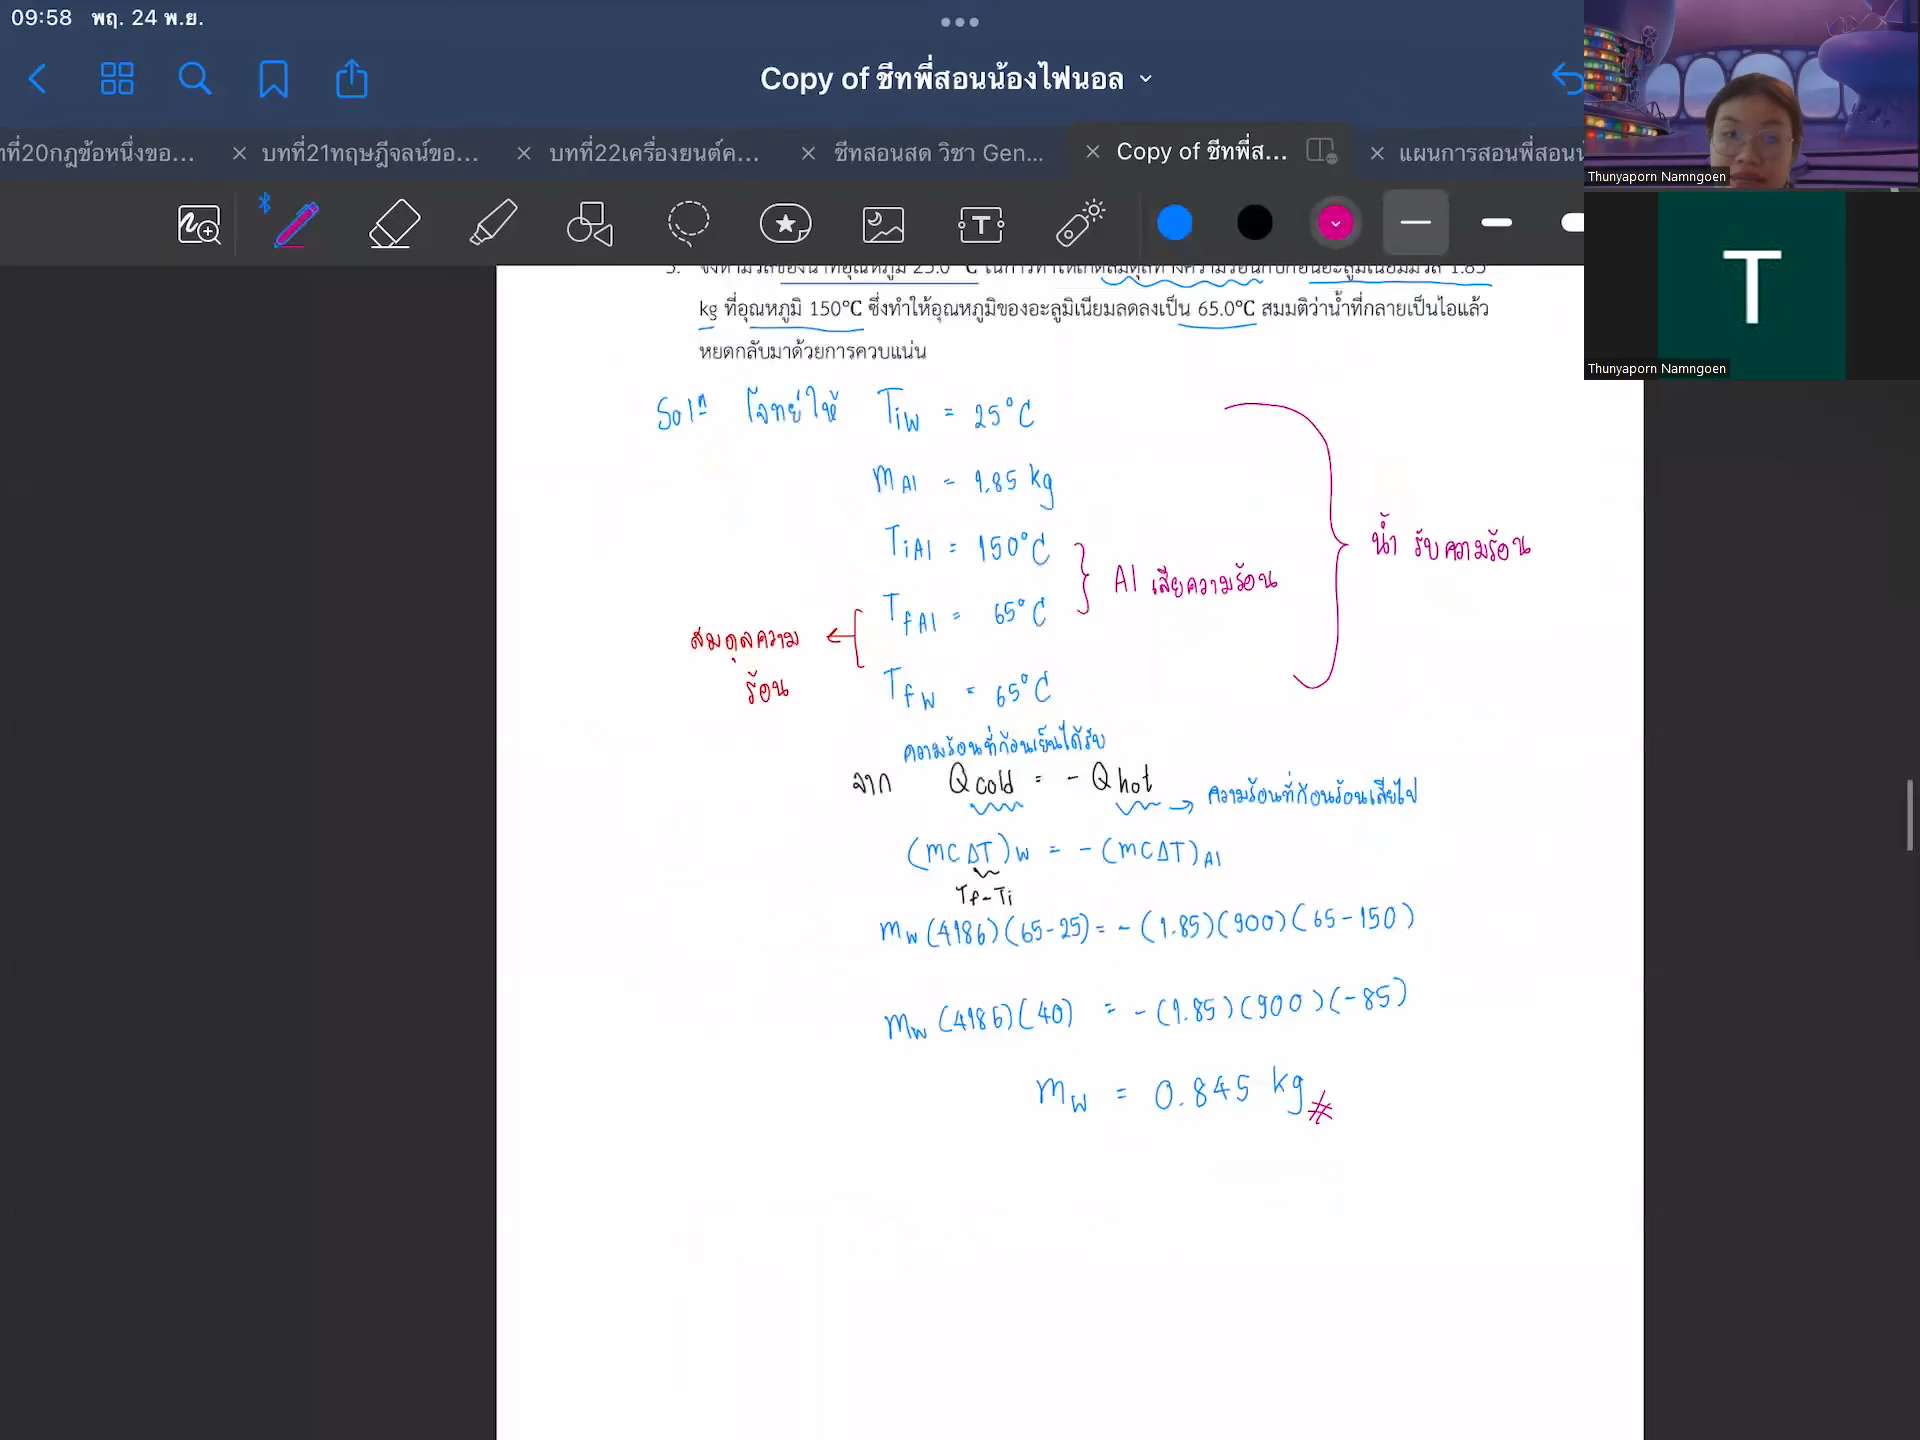 09:58 พฤ. 24 พ.ย.
Copy of ชีทพี่สอนน้องไฟนอล
ทที่20กฎข้อหนึ่งขอ...
บทที่21ทฤษฎีจลน์ขอ...
บทที่22เครื่องยนต์ค...
ชีทสอนสด วิชา Gen...
Copy of ชีทพี่ส...
แผนการสอนพี่สอนน
Thunyaporn Namngoen
T
Thunyaporn Namngoen
kg ที่อุณหภูมิ 150°C ซึ่งทำให้อุณหภูมิของอะลูมิเนียมลดลงเป็น 65.0°C สมมติว่าน้ำที่กลายเป็นไอแล้ว
หยดกลับมาด้วยการควบแน่น
Solⁿ โจทย์ให้ TiW = 25°C
mAl = 1.85 kg
TiAl = 150°C
Al เสียความร้อน
น้ำ รับความร้อน
TfAl = 65°C
สมดุลความ
ร้อน
TfW = 65°C
ความร้อนที่ก้อนเย็นได้รับ
จาก Qcold = - Qhot → ความร้อนที่ก้อนร้อนเสียไป
(mCΔT)W = - (mCΔT)Al
Tf-Ti
mW(4186)(65-25) = - (1.85)(900)(65-150)
mW(4186)(40) = - (1.85)(900)(-85)
mW = 0.845 kg #